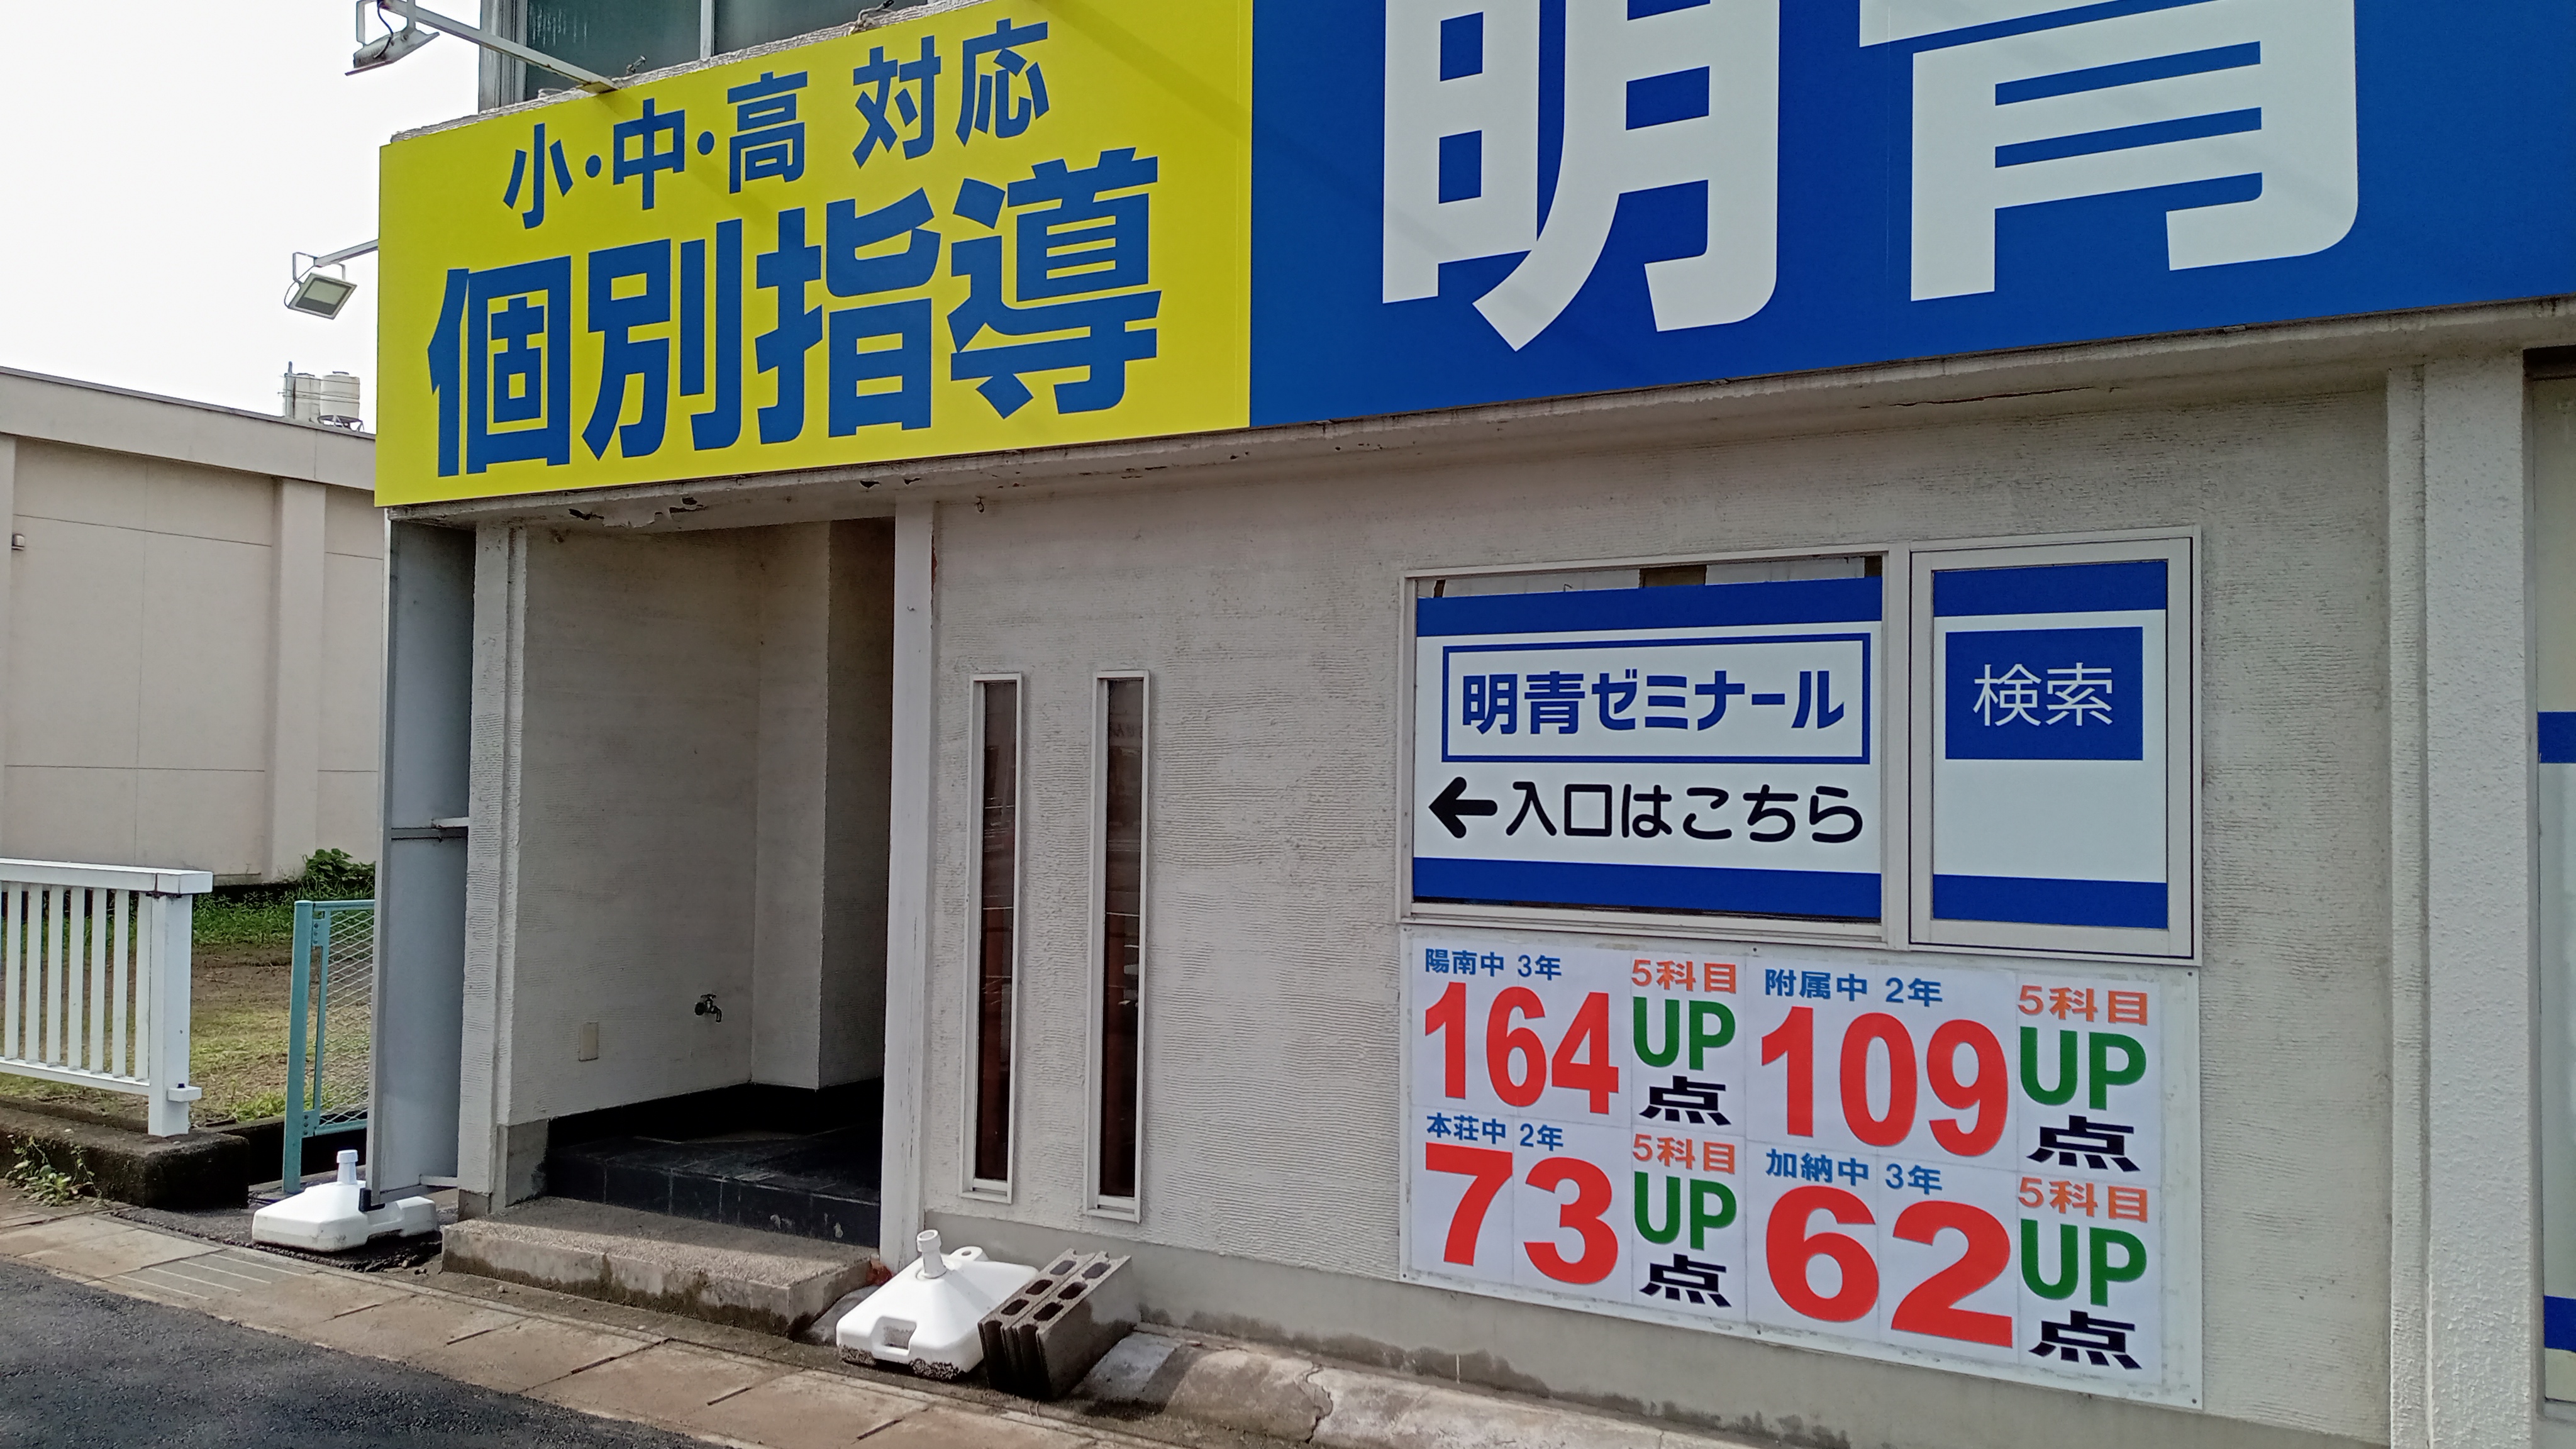 小・中・高 対応
個別指導
明青
明青ゼミナール
検索
←入口はこちら
陽南中 3年
5科目
164 UP
点
附属中 2年
5科目
109 UP
点
本荘中 2年
5科目
73 UP
点
加納中 3年
5科目
62 UP
点